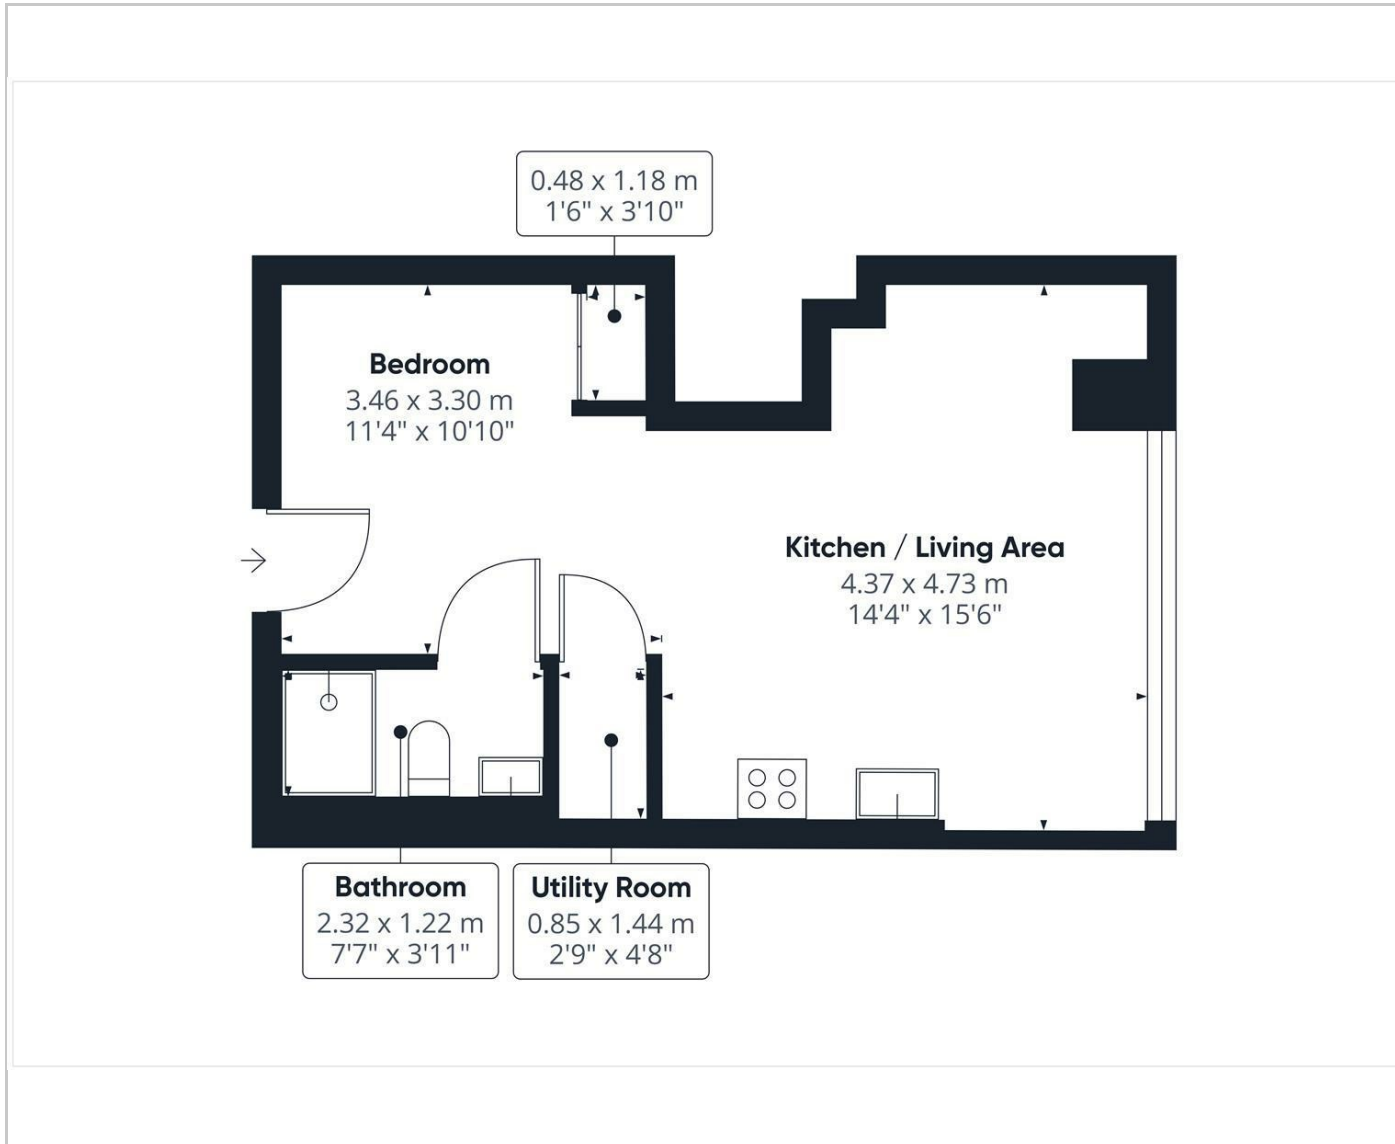 0.48 x 1.18 m
1'6" x 3'10"
Bedroom
3.46 x 3.30 m
11'4" x 10'10"
Kitchen / Living Area
4.37 x 4.73 m
14'4" x 15'6"
Bathroom
2.32 x 1.22 m
7'7" x 3'11"
Utility Room
0.85 x 1.44 m
2'9" x 4'8"